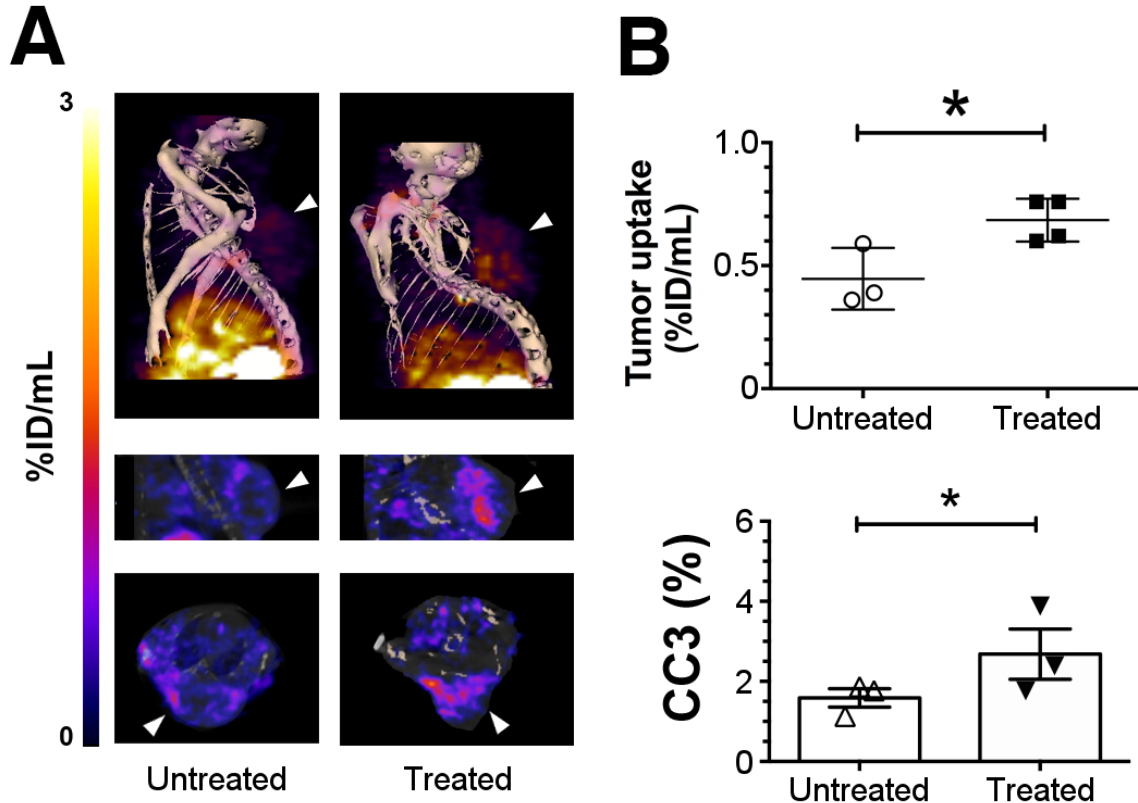 A
3
%ID/mL
0
Untreated
Treated
B
*
Tumor uptake
(%ID/mL)
1.0
0.5
0
Untreated
Treated
*
CC3 (%)
6
4
2
0
Untreated
Treated